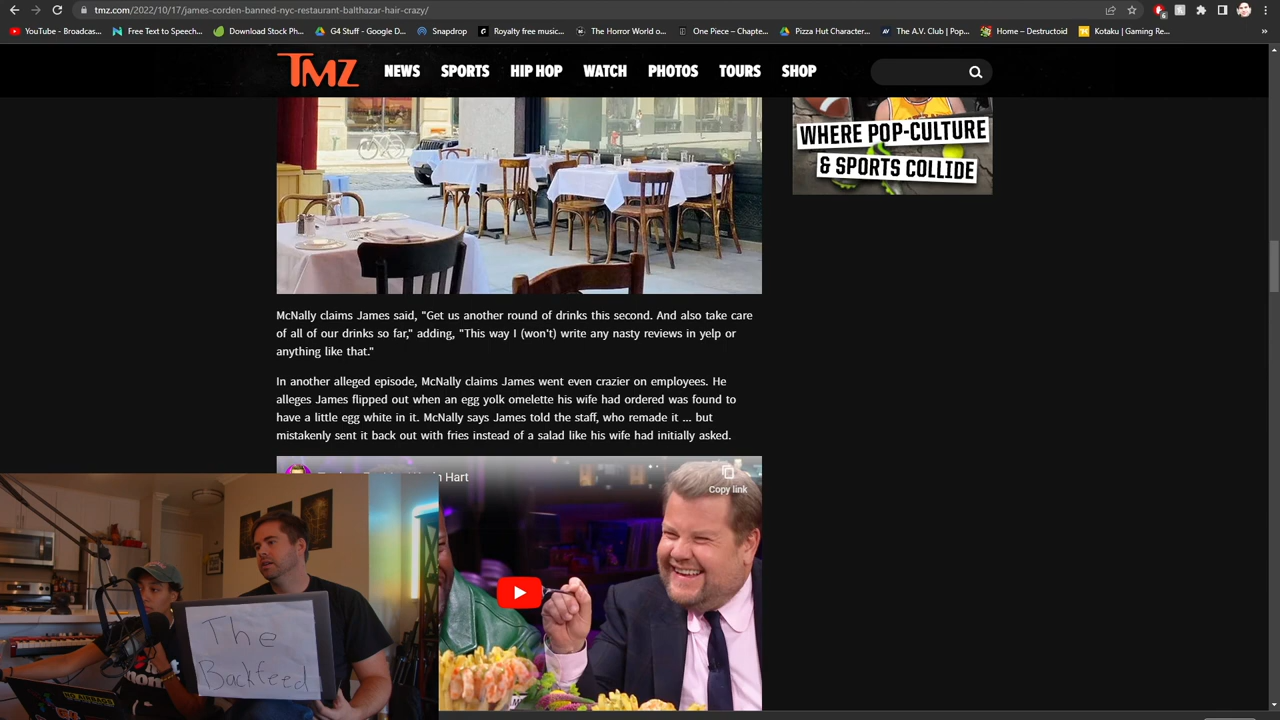 tmz.com/2022/10/17/james-corden-banned-nyc-restaurant-balthazar-hair-crazy/
YouTube - Broadcas...
Free Text to Speech...
Download Stock Ph...
G4 Stuff - Google D...
Snapdrop
Royalty free music...
The Horror World o...
One Piece – Chapte...
Pizza Hut Character...
The A.V. Club | Pop...
Home – Destructoid
Kotaku | Gaming Re...
»
TMZ
NEWS
SPORTS
HIP HOP
WATCH
PHOTOS
TOURS
SHOP
WHERE POP-CULTURE
& SPORTS COLLIDE
McNally claims James said, "Get us another round of drinks this second. And also take care
of all of our drinks so far," adding, "This way I (won't) write any nasty reviews in yelp or
anything like that."
In another alleged episode, McNally claims James went even crazier on employees. He
alleges James flipped out when an egg yolk omelette his wife had ordered was found to
have a little egg white in it. McNally says James told the staff, who remade it ... but
mistakenly sent it back out with fries instead of a salad like his wife had initially asked.
Hart
Copy link
The
Backfeed